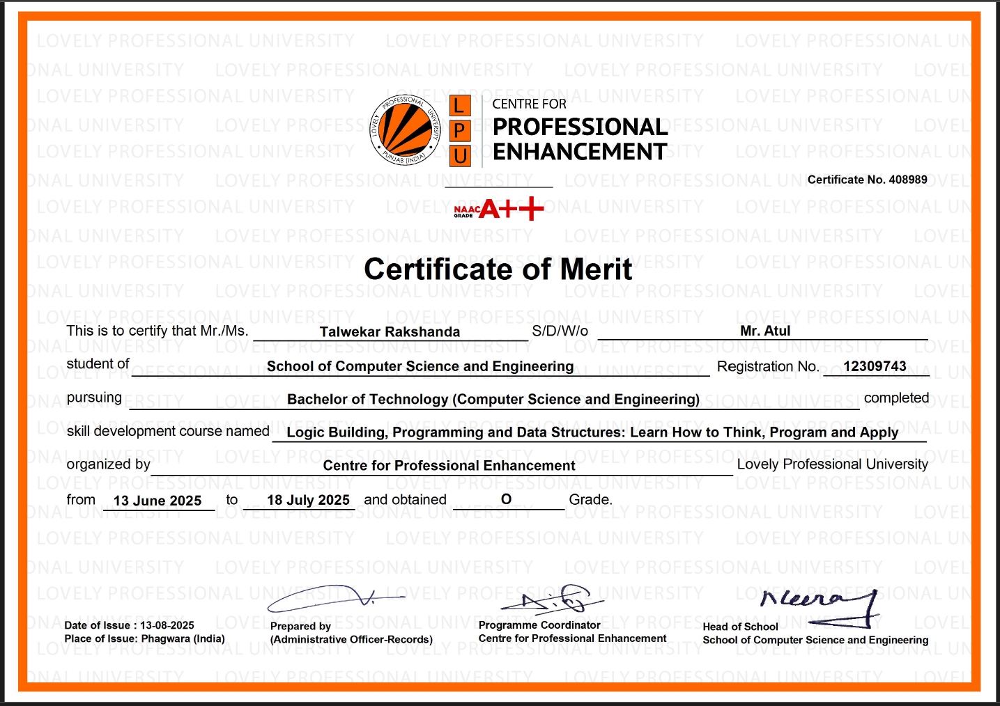 LOVELY PROFESSIONAL UNIVERSITY
PUNJAB (INDIA)
L
P
U
CENTRE FOR
PROFESSIONAL
ENHANCEMENT
Certificate No. 408989
NAAC
GRADE
A++
Certificate of Merit
This is to certify that Mr./Ms. Talwekar Rakshanda S/D/W/o Mr. Atul
student of School of Computer Science and Engineering Registration No. 12309743
pursuing Bachelor of Technology (Computer Science and Engineering) completed
skill development course named Logic Building, Programming and Data Structures: Learn How to Think, Program and Apply
organized by Centre for Professional Enhancement Lovely Professional University
from 13 June 2025 to 18 July 2025 and obtained O Grade.
Neeraj
Date of Issue : 13-08-2025
Place of Issue: Phagwara (India)
Prepared by
(Administrative Officer-Records)
Programme Coordinator
Centre for Professional Enhancement
Head of School
School of Computer Science and Engineering